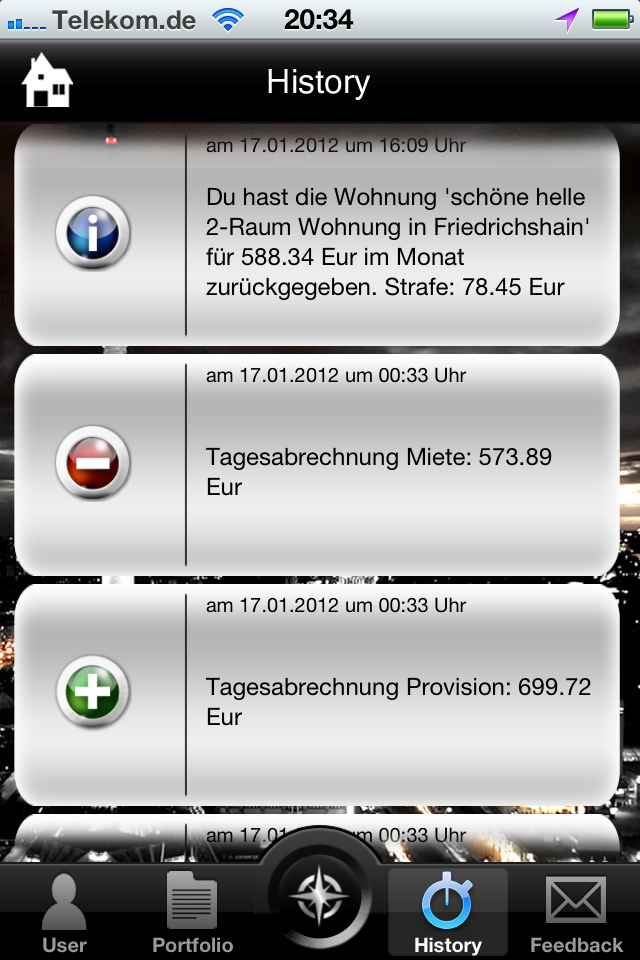 Telekom.de 20:34
History
am 17.01.2012 um 16:09 Uhr
Du hast die Wohnung 'schöne helle
2-Raum Wohnung in Friedrichshain'
für 588.34 Eur im Monat
zurückgegeben. Strafe: 78.45 Eur
am 17.01.2012 um 00:33 Uhr
Tagesabrechnung Miete: 573.89
Eur
am 17.01.2012 um 00:33 Uhr
Tagesabrechnung Provision: 699.72
Eur
am 17.01 00:33 Uhr
User Portfolio History Feedback